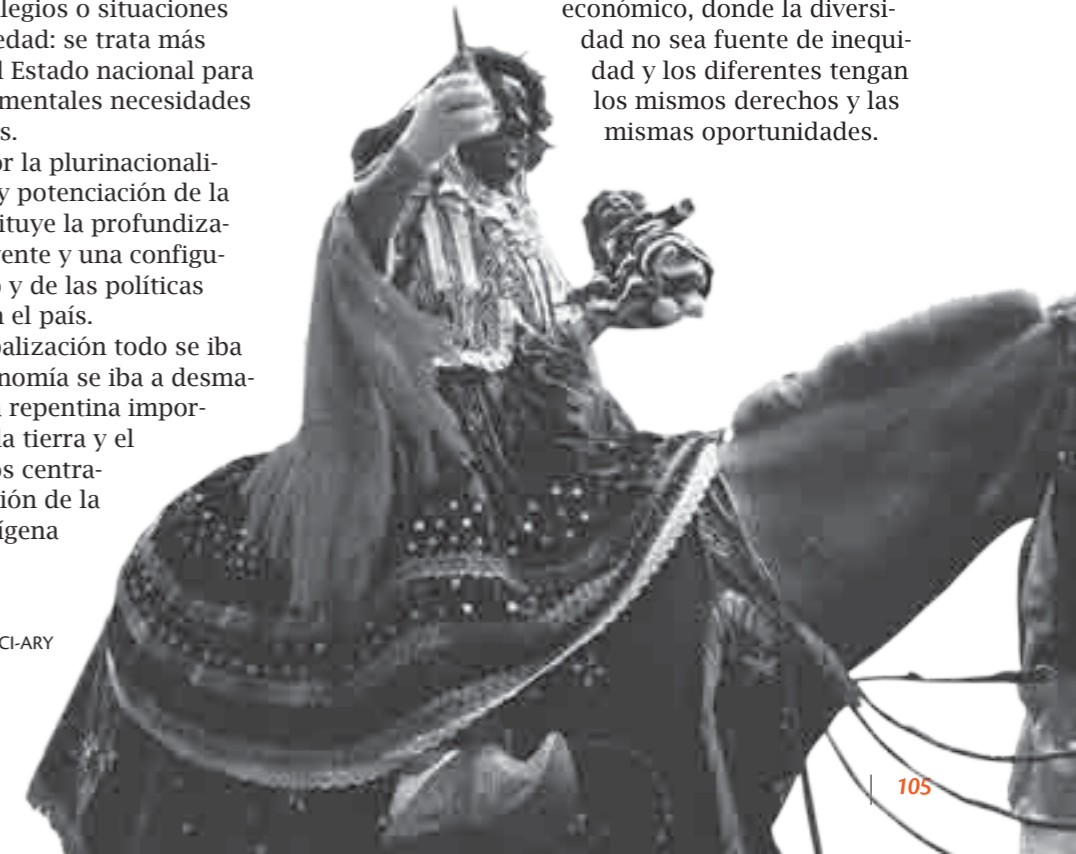 legios o situaciones
edad: se trata más
l Estado nacional para
mentales necesidades
s.
or la plurinacionali-
y potenciación de la
ituye la profundiza-
ente y una configu-
o y de las políticas
n el país.
balización todo se iba
nomía se iba a desma-
a repentina impor-
la tierra y el
os centra-
ión de la
ígena
CI-ARY
económico, donde la diversi-
dad no sea fuente de inequi-
dad y los diferentes tengan
los mismos derechos y las
mismas oportunidades.
105